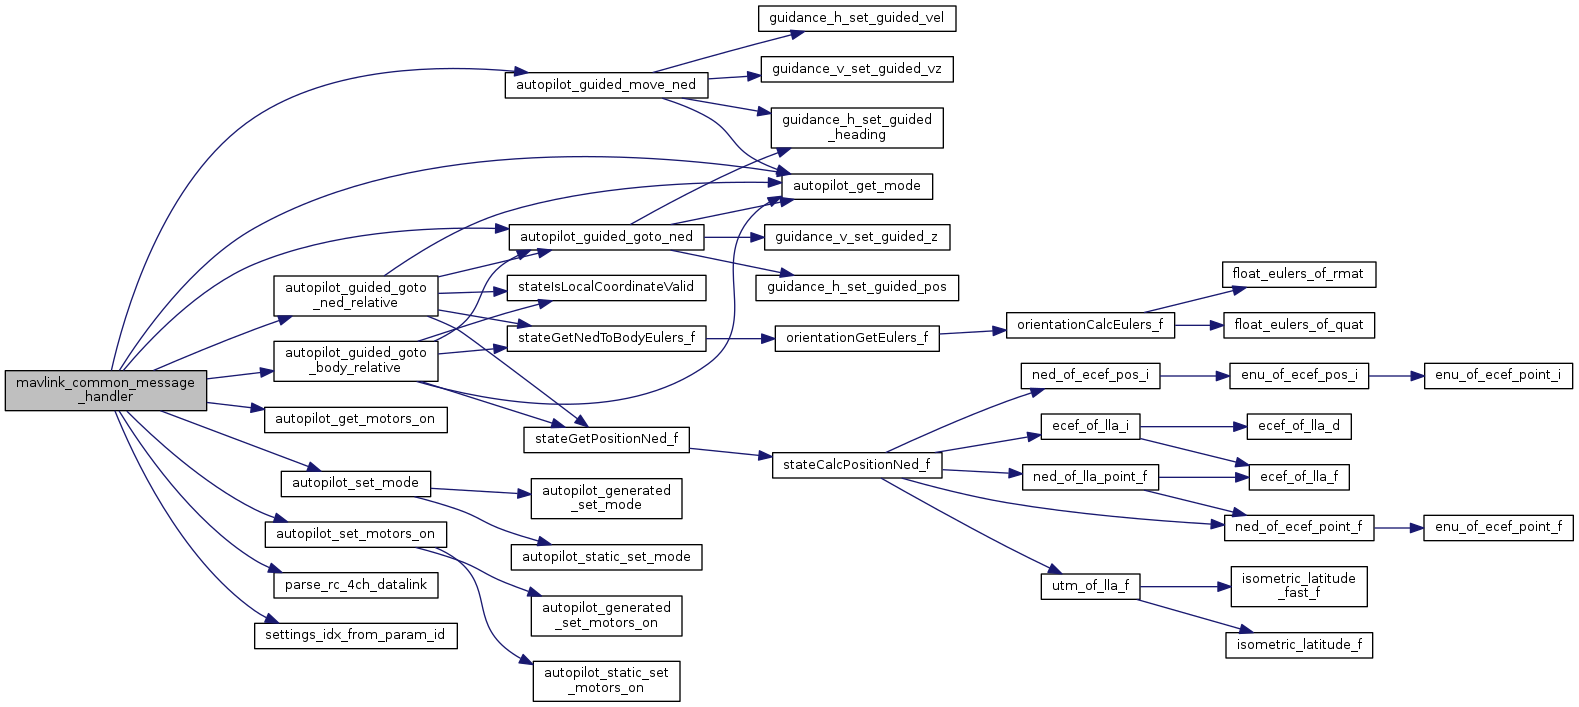 guidance_h_set_guided_vel
guidance_v_set_guided_vz
autopilot_guided_move_ned
guidance_h_set_guided
_heading
autopilot_get_mode
autopilot_guided_goto_ned
guidance_v_set_guided_z
float_eulers_of_rmat
autopilot_guided_goto
_ned_relative
stateIsLocalCoordinateValid
guidance_h_set_guided_pos
orientationCalcEulers_f
float_eulers_of_quat
stateGetNedToBodyEulers_f
orientationGetEulers_f
autopilot_guided_goto
_body_relative
ned_of_ecef_pos_i
enu_of_ecef_pos_i
enu_of_ecef_point_i
mavlink_common_message
_handler
autopilot_get_motors_on
ecef_of_lla_i
ecef_of_lla_d
stateGetPositionNed_f
stateCalcPositionNed_f
ned_of_lla_point_f
ecef_of_lla_f
autopilot_set_mode
autopilot_generated
_set_mode
ned_of_ecef_point_f
enu_of_ecef_point_f
autopilot_set_motors_on
autopilot_static_set_mode
parse_rc_4ch_datalink
utm_of_lla_f
isometric_latitude
_fast_f
autopilot_generated
_set_motors_on
settings_idx_from_param_id
isometric_latitude_f
autopilot_static_set
_motors_on